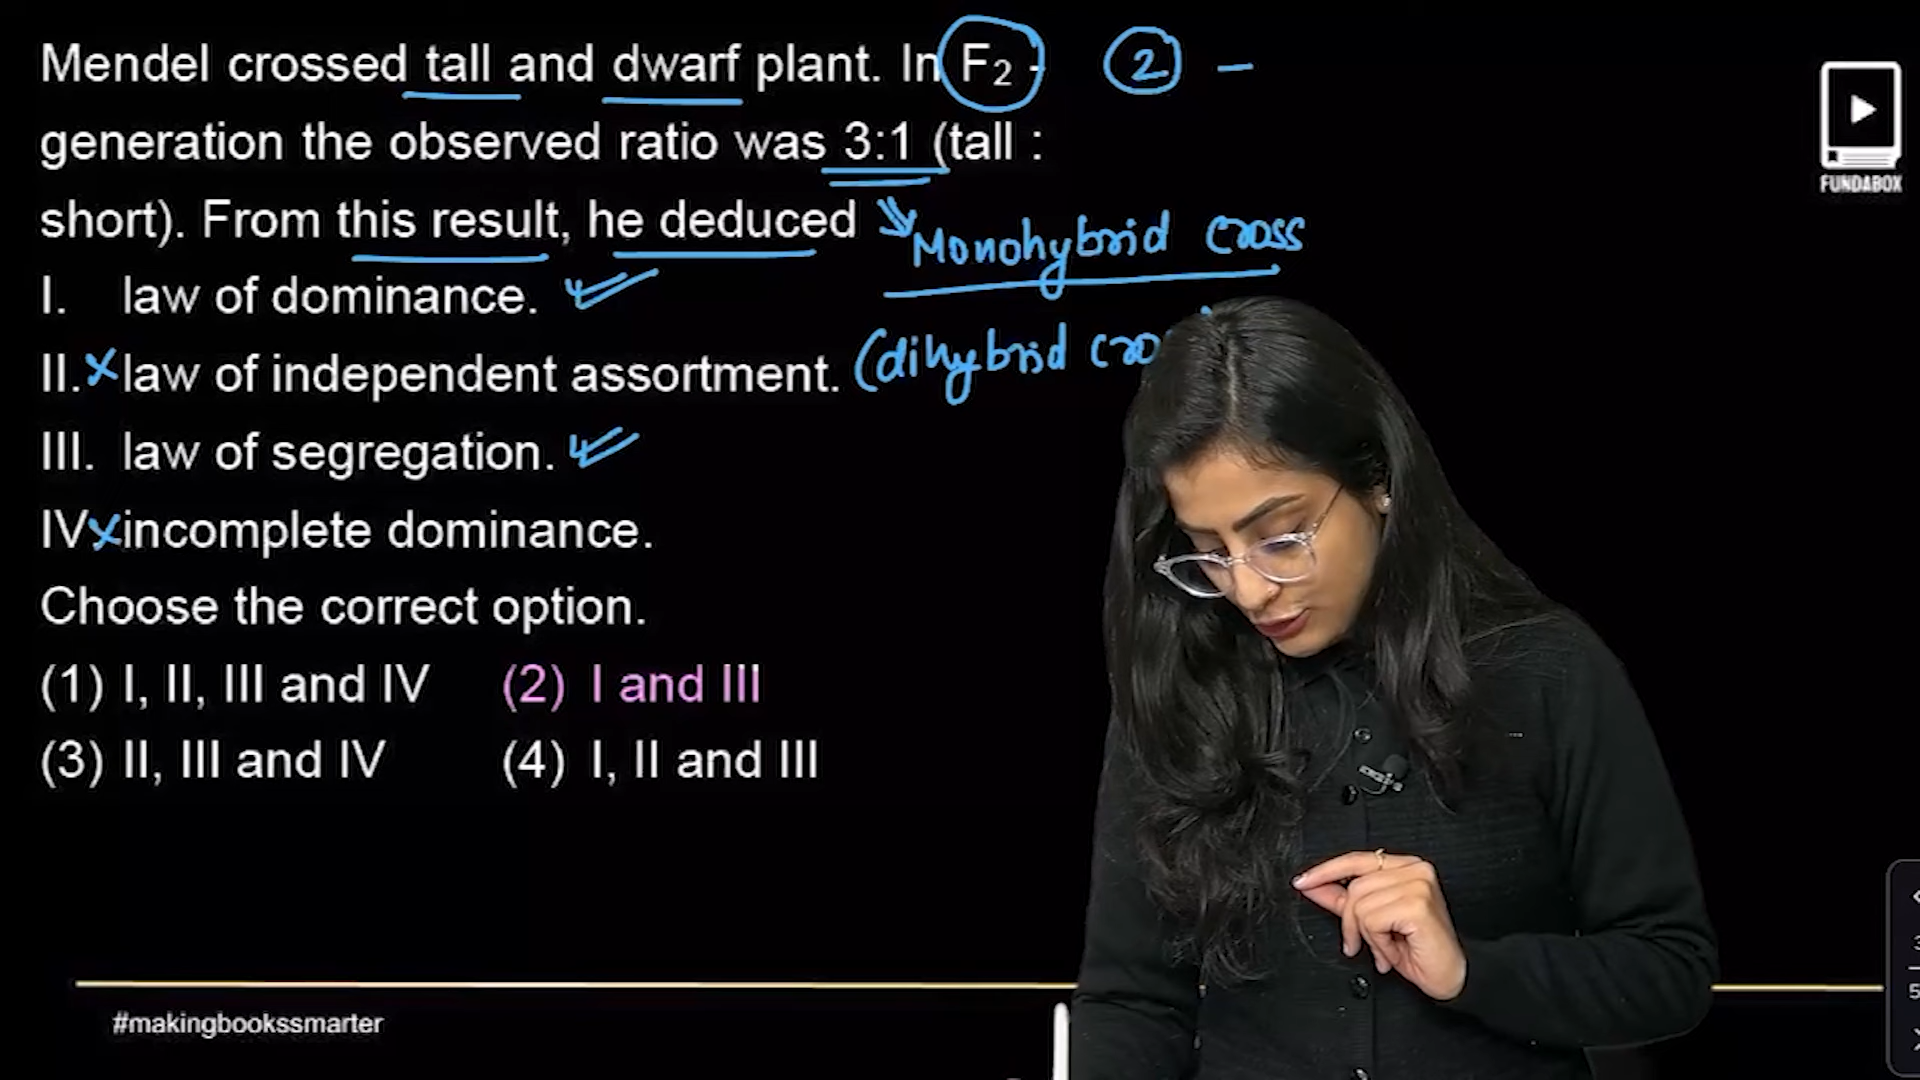 Mendel crossed tall and dwarf plant. In F2 - 2 -
generation the observed ratio was 3:1 (tall :
short). From this result, he deduced Monohybrid cross
I. law of dominance.
II. law of independent assortment. (dihybrid
III. law of segregation.
IV incomplete dominance.
Choose the correct option.
(1) I, II, III and IV (2) I and III
(3) II, III and IV (4) I, II and III
FUNDABOX
#makingbookssmarter